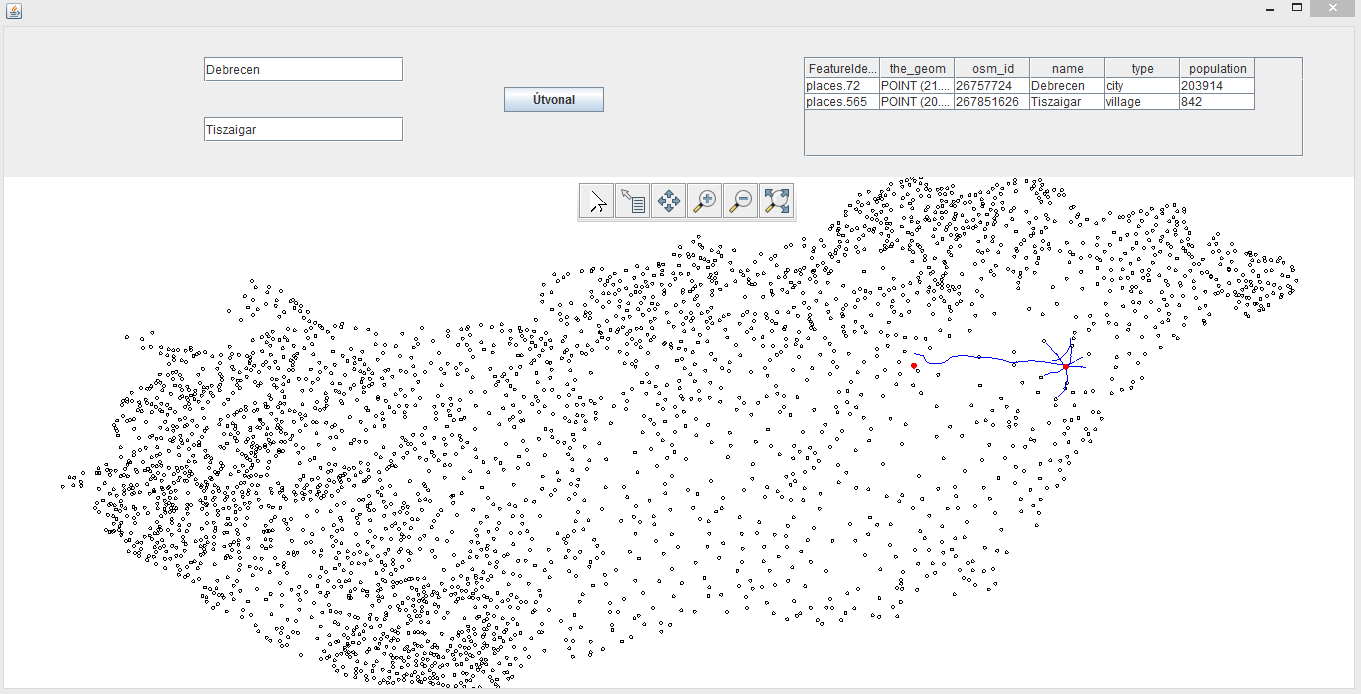 Debrecen
Tiszaigar
Útvonal
FeatureIde... the_geom osm_id name type population
places.72 POINT (21.... 26757724 Debrecen city 203914
places.565 POINT (20.... 267851626 Tiszaigar village 842